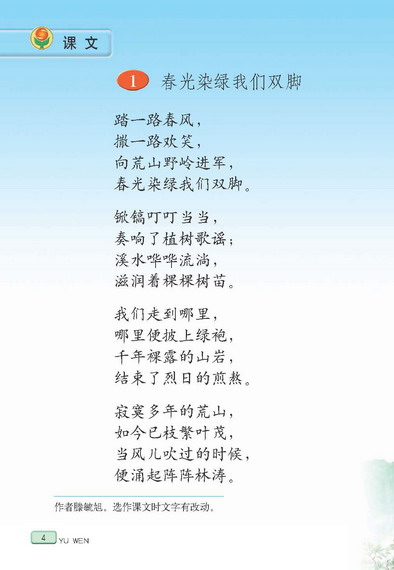 课文
1 春光染绿我们双脚
踏一路春风，
撒一路欢笑，
向荒山野岭进军，
春光染绿我们双脚。
锨镐叮叮当当，
奏响了植树歌谣；
溪水哗哗流淌，
滋润着棵棵树苗。
我们走到哪里，
哪里便披上绿袍，
千年裸露的山岩，
结束了烈日的煎熬。
寂寞多年的荒山，
如今已枝繁叶茂，
当风儿吹过的时候，
便涌起阵阵林涛。
作者滕毓旭，选作课文时文字有改动。
4 YU WEN